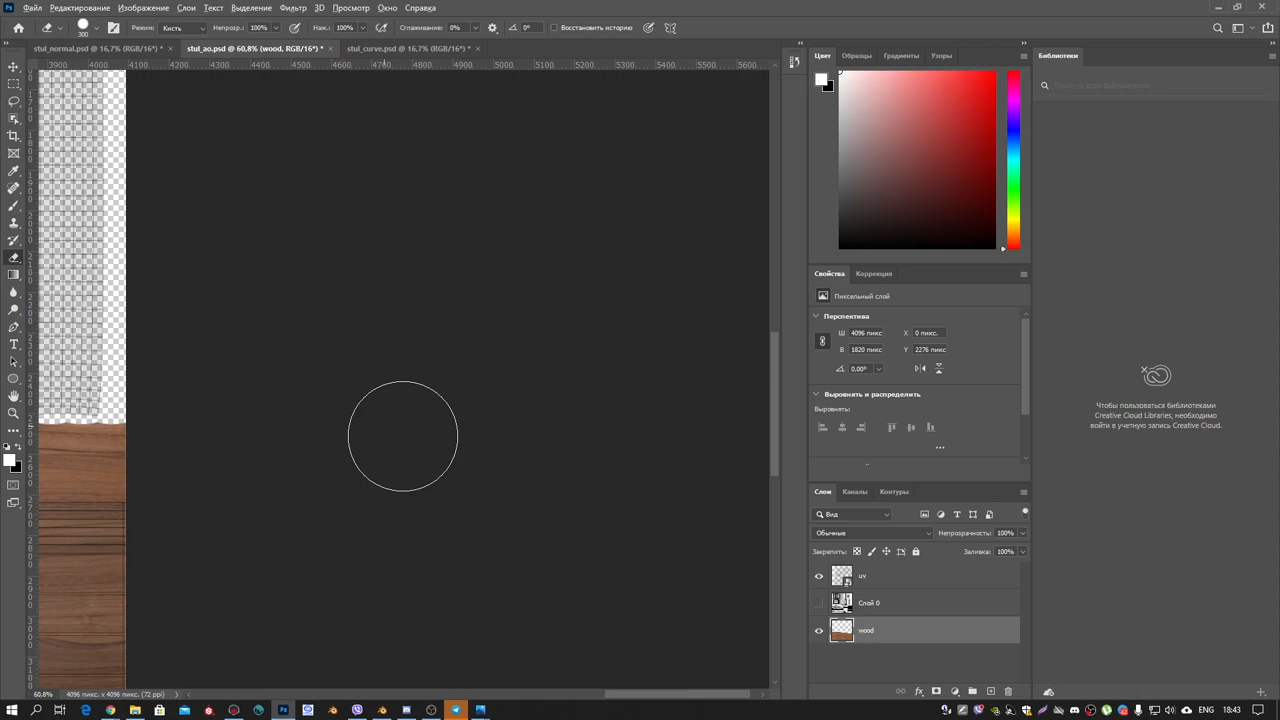 Файл Редактирование Изображение Слои Текст Выделение Фильтр 3D Просмотр Окно Справка
300
Режим: Кисть Непрозр.: 100% Наж.: 100% Сглаживание: 0% 0° Восстановить историю
stul_normal.psd @ 16,7% (RGB/16*) * × stul_ao.psd @ 60,8% (wood, RGB/16*) * × stul_curve.psd @ 16,7% (RGB/16*) * ×
3900 4000 4100 4200 4300 4400 4500 4600 4700 4800 4900 5000 5100 5200 5300 5400 5500 5600
Цвет Образцы Градиенты Узоры
Библиотеки
Свойства Коррекция
Пиксельный слой
Перспектива
Ш 4096 пикс X 0 пикс.
В 1820 пикс Y 2276 пикс
0,00°
Выровнять и распределить
Выровнять:
Чтобы пользоваться библиотеками
Creative Cloud Libraries, необходимо
войти в учетную запись Creative Cloud.
Слои Каналы Контуры
Вид
Обычные Непрозрачность: 100%
Закрепить: Заливка: 100%
uv
Слой 0
wood
60,8% 4096 пикс. x 4096 пикс. (72 ppi)
18:43